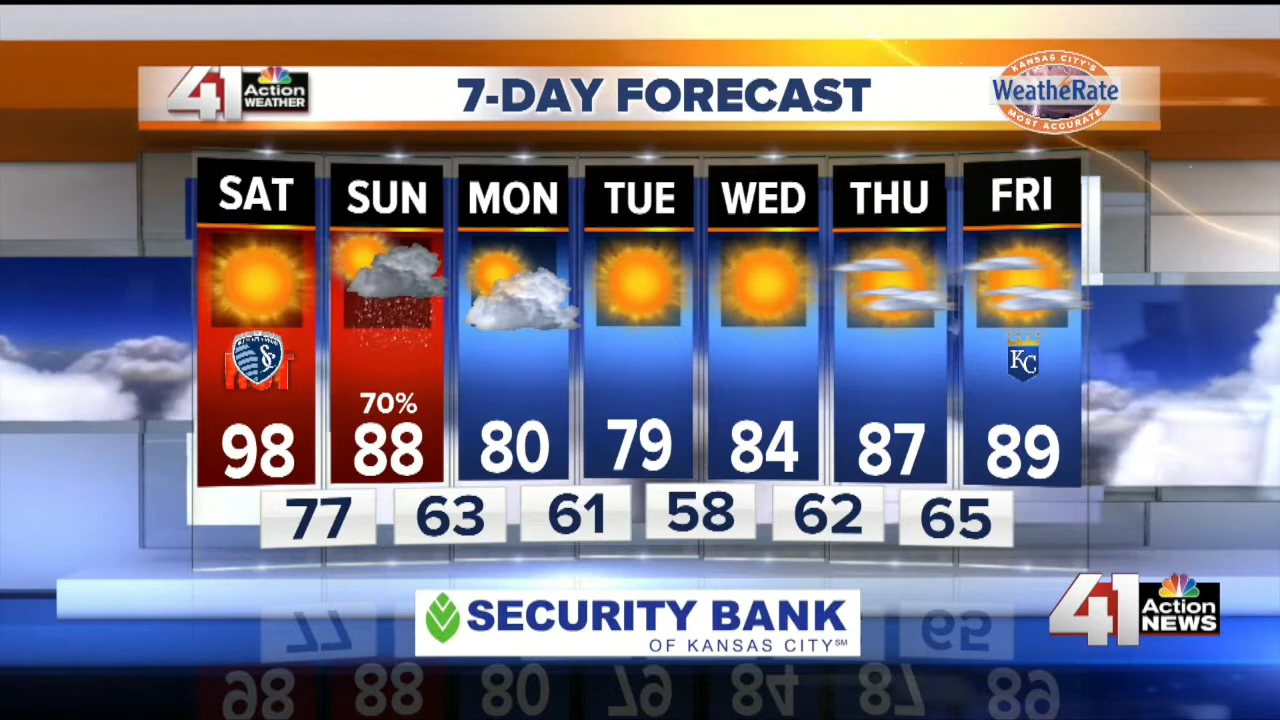 41 Action WEATHER
7-DAY FORECAST
KANSAS CITY'S
WeatheRate
MOST ACCURATE
SAT SUN MON TUE WED THU FRI
SC KC
70%
98 88 80 79 84 87 89
77 63 61 58 62 65
SECURITY BANK
OF KANSAS CITY℠
41 Action NEWS